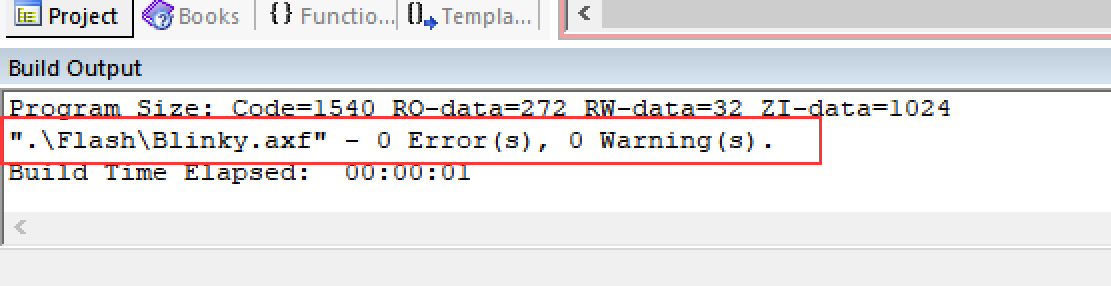 Project Books {} Functio... Templa...
Build Output
Program Size: Code=1540 RO-data=272 RW-data=32 ZI-data=1024
".\Flash\Blinky.axf" - 0 Error(s), 0 Warning(s).
Build Time Elapsed:  00:00:01